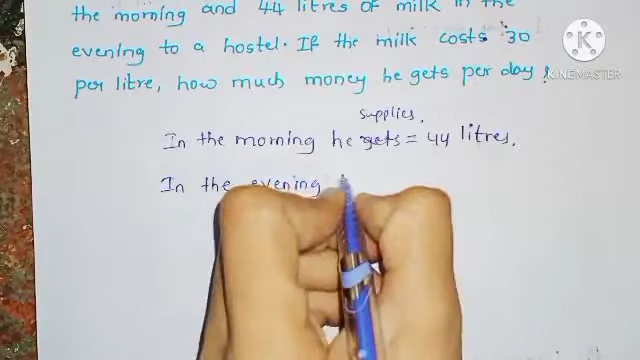 the morning and 44 litres of milk in the
evening to a hostel. If the milk costs 30
per litre, how much money he gets per day?
supplies.
In the morning he gets = 44 litres.
In the evening
KINEMASTER